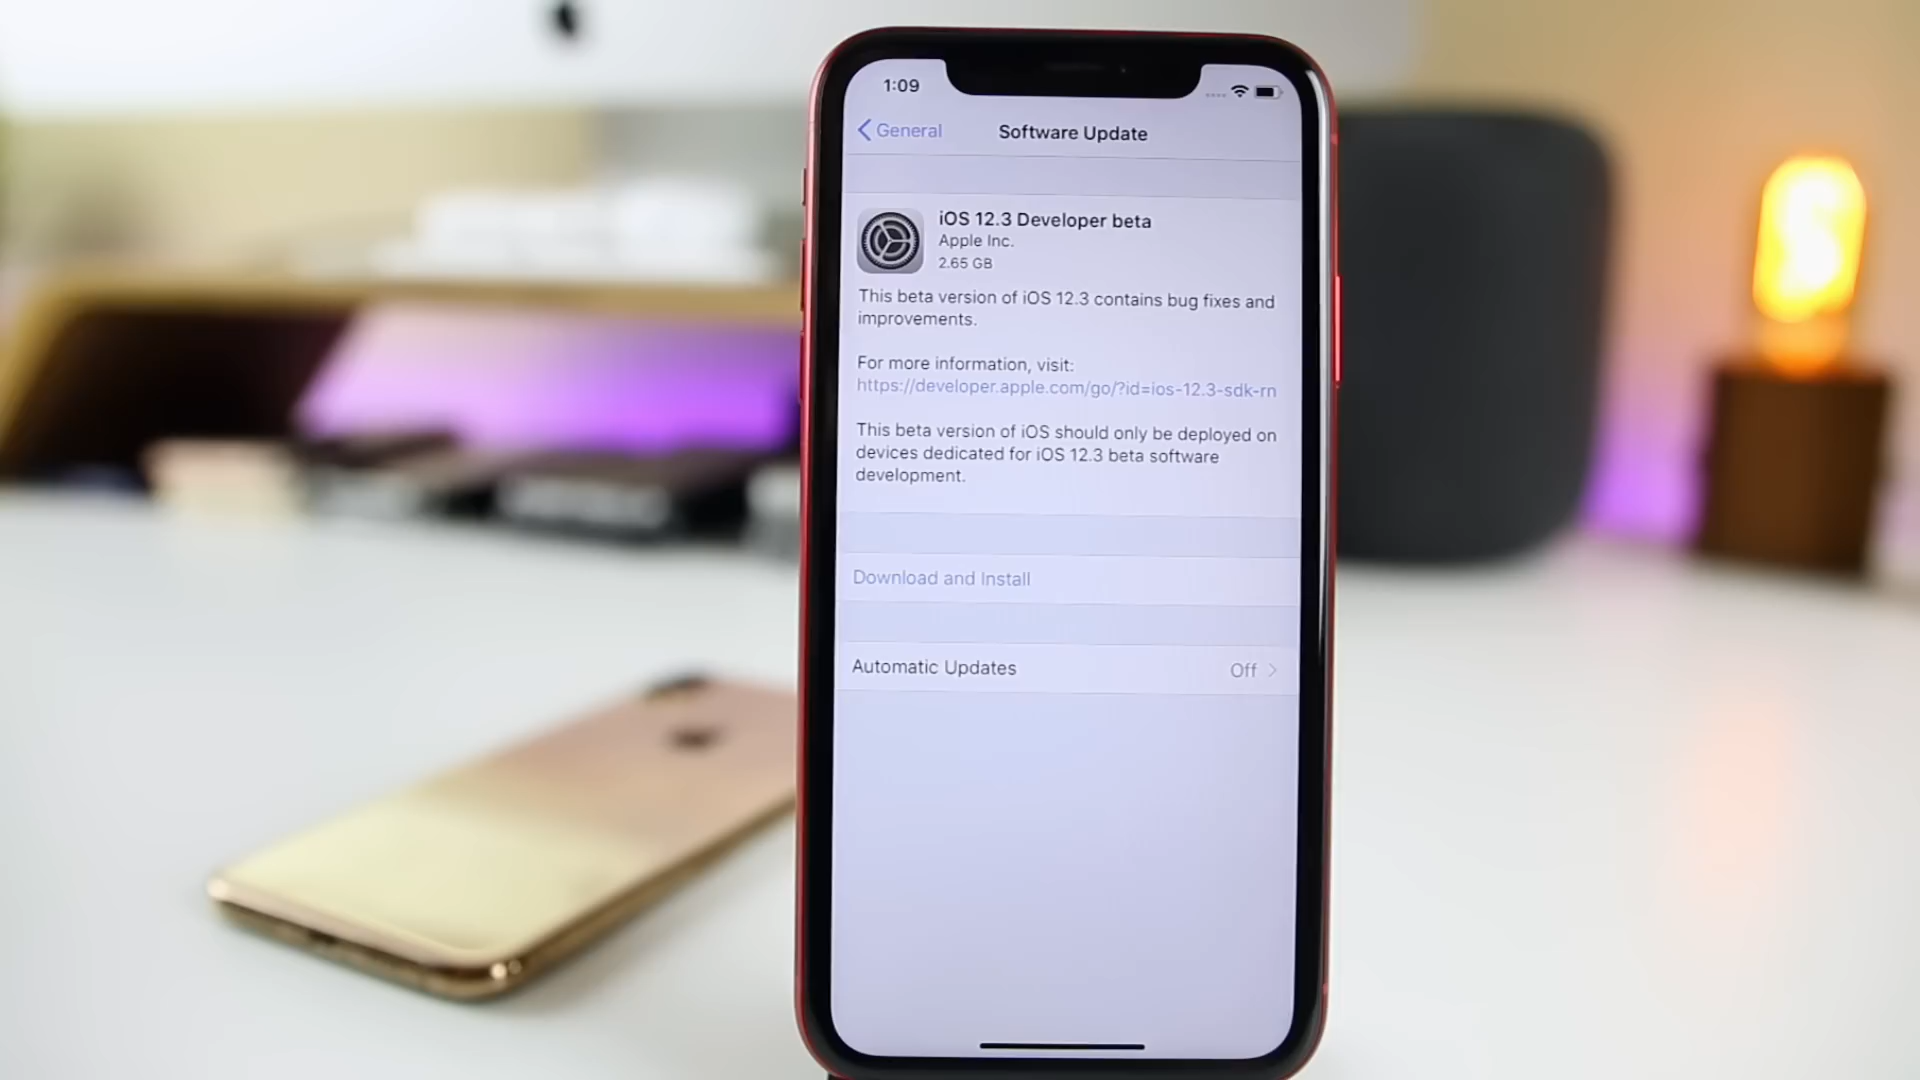 1:09
General
Software Update
iOS 12.3 Developer beta
Apple Inc.
2.65 GB
This beta version of iOS 12.3 contains bug fixes and
improvements.
For more information, visit:
https://developer.apple.com/go/?id=ios-12.3-sdk-rn
This beta version of iOS should only be deployed on
devices dedicated for iOS 12.3 beta software
development.
Download and Install
Automatic Updates Off